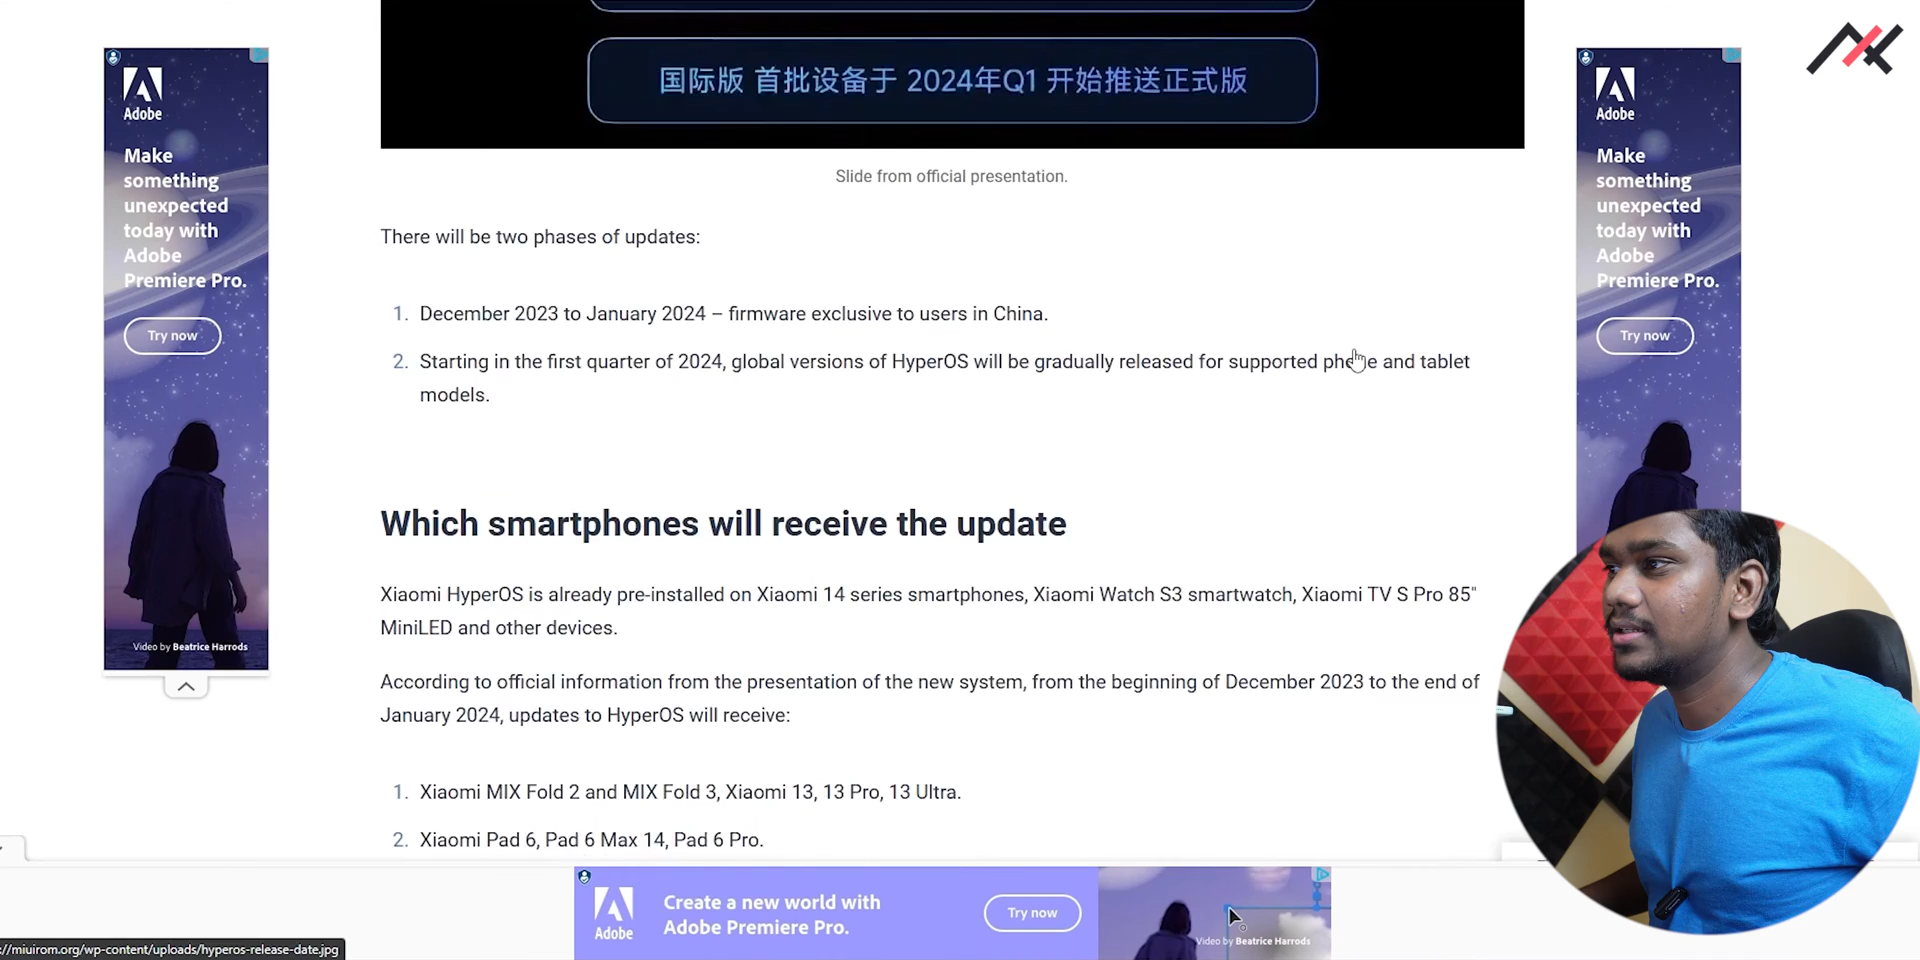 国际版 首批设备于 2024年Q1 开始推送正式版
Slide from official presentation.
There will be two phases of updates:
1. December 2023 to January 2024 – firmware exclusive to users in China.
2. Starting in the first quarter of 2024, global versions of HyperOS will be gradually released for supported phone and tablet
models.
Which smartphones will receive the update
Xiaomi HyperOS is already pre-installed on Xiaomi 14 series smartphones, Xiaomi Watch S3 smartwatch, Xiaomi TV S Pro 85"
MiniLED and other devices.
According to official information from the presentation of the new system, from the beginning of December 2023 to the end of
January 2024, updates to HyperOS will receive:
1. Xiaomi MIX Fold 2 and MIX Fold 3, Xiaomi 13, 13 Pro, 13 Ultra.
2. Xiaomi Pad 6, Pad 6 Max 14, Pad 6 Pro.
Adobe
Make
something
unexpected
today with
Adobe
Premiere Pro.
Try now
Video by Beatrice Harrods
Adobe
Make
something
unexpected
today with
Adobe
Premiere Pro.
Try now
Adobe
Create a new world with
Adobe Premiere Pro.
Try now
Video by Beatrice Harrods
://miuirom.org/wp-content/uploads/hyperos-release-date.jpg